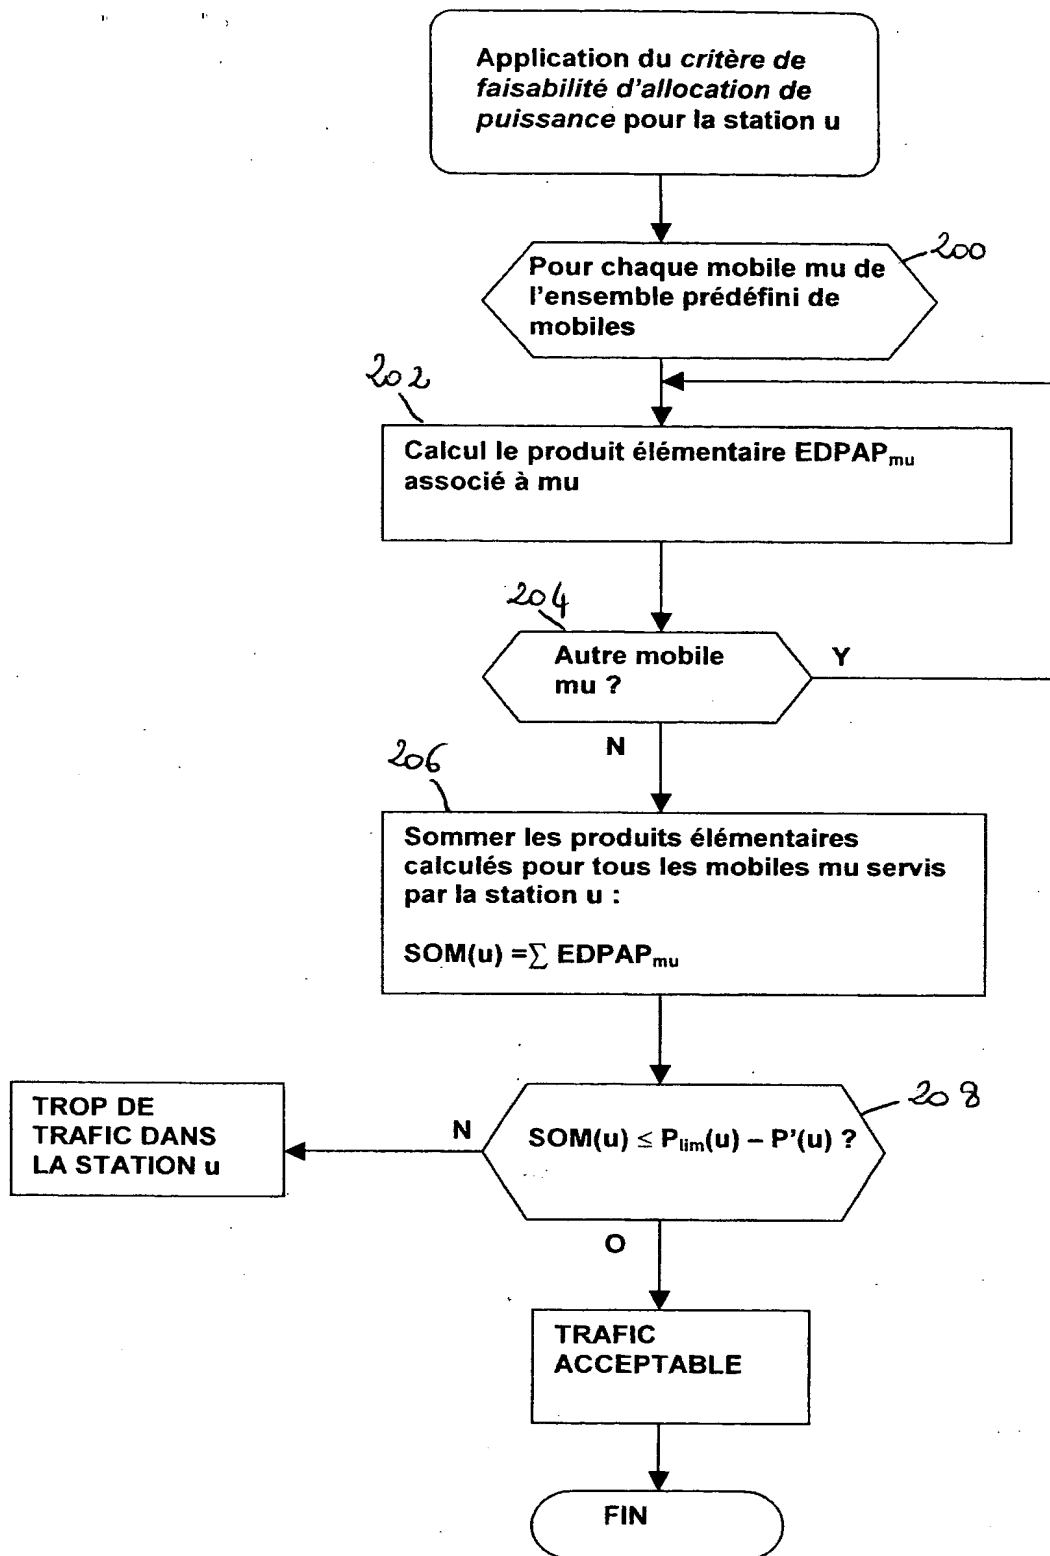 Application du critère de
faisabilité d'allocation de
puissance pour la station u
200
Pour chaque mobile mu de
l'ensemble prédéfini de
mobiles
202
Calcul le produit élémentaire EDPAPmu
associé à mu
204
Autre mobile
mu ?
Y
N
206
Sommer les produits élémentaires
calculés pour tous les mobiles mu servis
par la station u :
SOM(u) =∑ EDPAPmu
208
SOM(u) ≤ Plim(u) – P'(u) ?
N
TROP DE
TRAFIC DANS
LA STATION u
O
TRAFIC
ACCEPTABLE
FIN